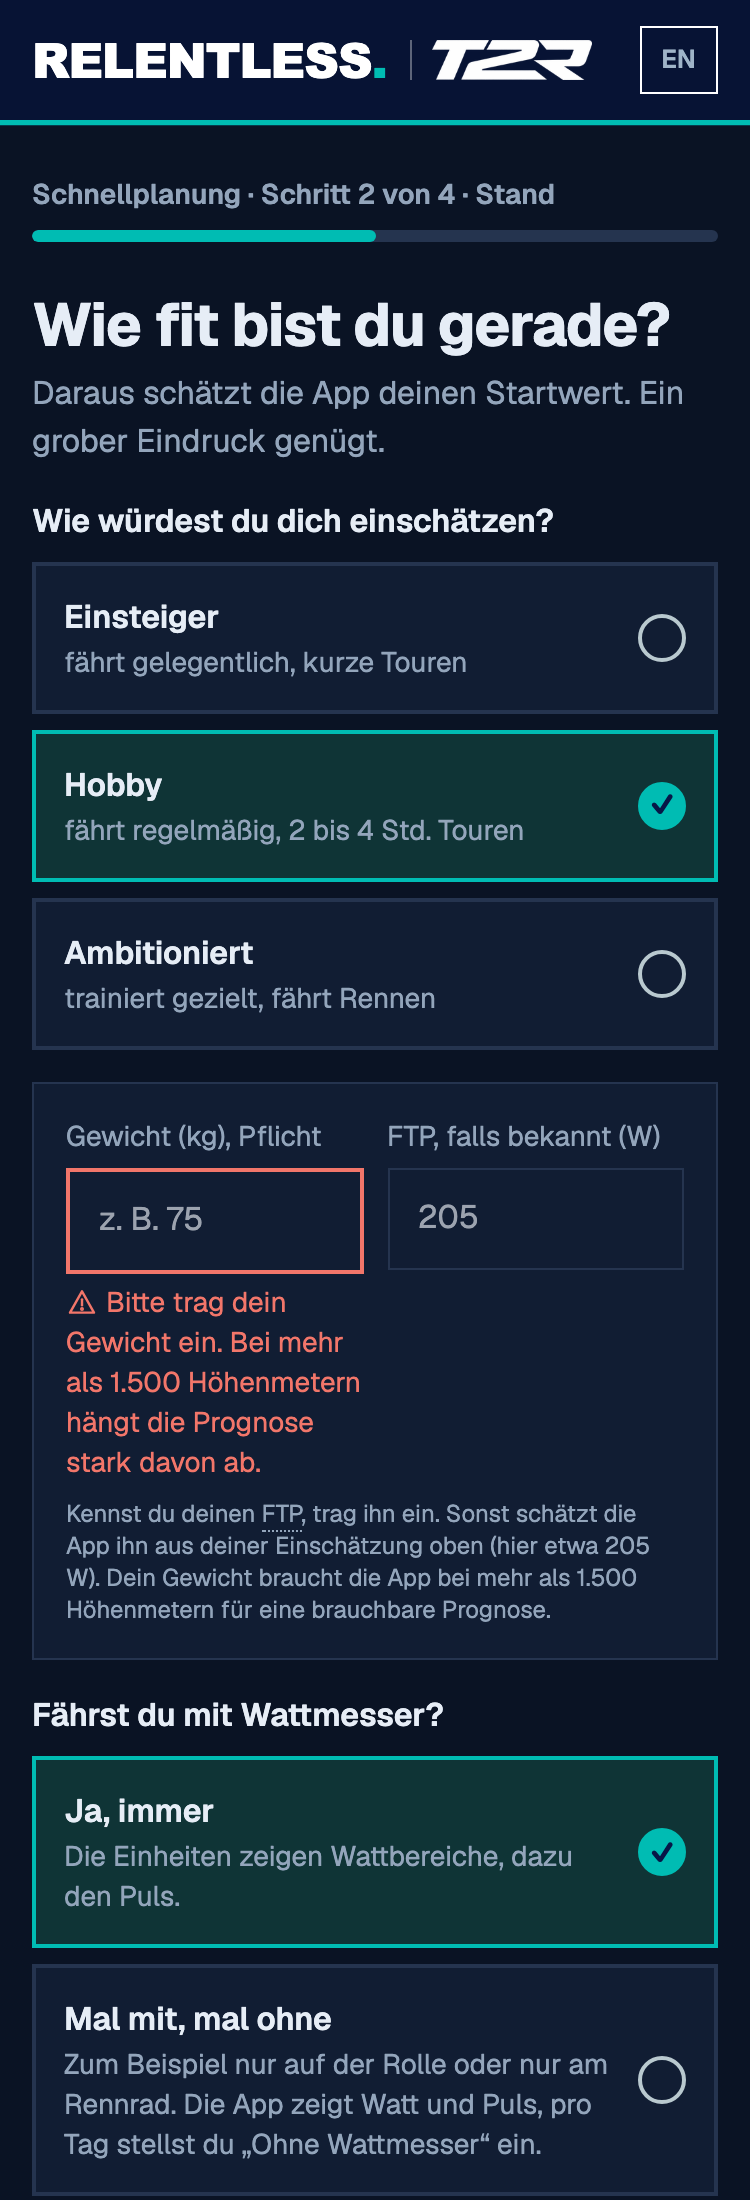 RELENTLESS. T2R EN
Schnellplanung · Schritt 2 von 4 · Stand
Wie fit bist du gerade?
Daraus schätzt die App deinen Startwert. Ein
grober Eindruck genügt.
Wie würdest du dich einschätzen?
Einsteiger
fährt gelegentlich, kurze Touren
Hobby
fährt regelmäßig, 2 bis 4 Std. Touren
Ambitioniert
trainiert gezielt, fährt Rennen
Gewicht (kg), Pflicht
z. B. 75
Bitte trag dein
Gewicht ein. Bei mehr
als 1.500 Höhenmetern
hängt die Prognose
stark davon ab.
FTP, falls bekannt (W)
205
Kennst du deinen FTP, trag ihn ein. Sonst schätzt die
App ihn aus deiner Einschätzung oben (hier etwa 205
W). Dein Gewicht braucht die App bei mehr als 1.500
Höhenmetern für eine brauchbare Prognose.
Fährst du mit Wattmesser?
Ja, immer
Die Einheiten zeigen Wattbereiche, dazu
den Puls.
Mal mit, mal ohne
Zum Beispiel nur auf der Rolle oder nur am
Rennrad. Die App zeigt Watt und Puls, pro
Tag stellst du „Ohne Wattmesser“ ein.